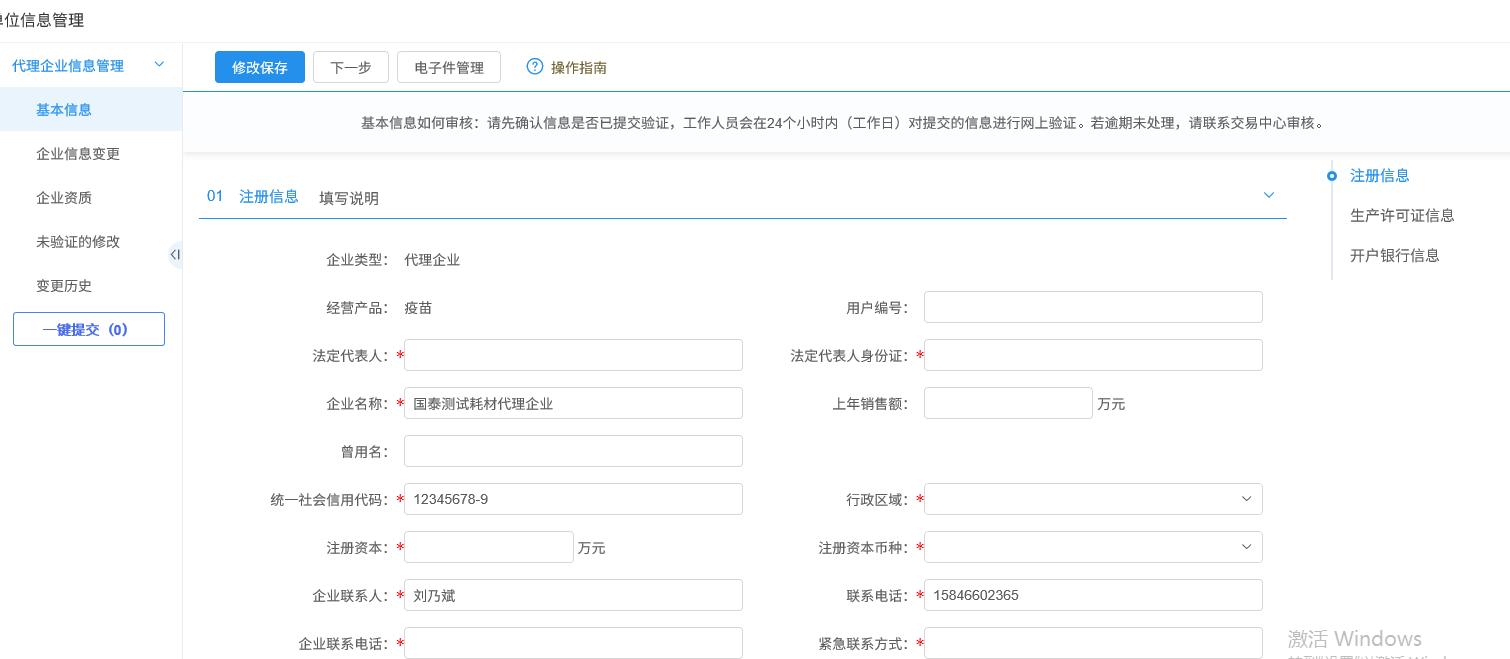 单位信息管理
代理企业信息管理
基本信息
企业信息变更
企业资质
未验证的修改
变更历史
一键提交（0）
修改保存 下一步 电子件管理 操作指南
基本信息如何审核：请先确认信息是否已提交验证，工作人员会在24个小时内（工作日）对提交的信息进行网上验证。若逾期未处理，请联系交易中心审核。
01 注册信息 填写说明
企业类型： 代理企业
经营产品： 疫苗 用户编号：
法定代表人：* 法定代表人身份证：*
企业名称：* 国泰测试耗材代理企业 上年销售额： 万元
曾用名：
统一社会信用代码：* 12345678-9 行政区域：*
注册资本：* 万元 注册资本币种：*
企业联系人：* 刘乃斌 联系电话：* 15846602365
企业联系电话：* 紧急联系方式：*
注册信息
生产许可证信息
开户银行信息
激活 Windows